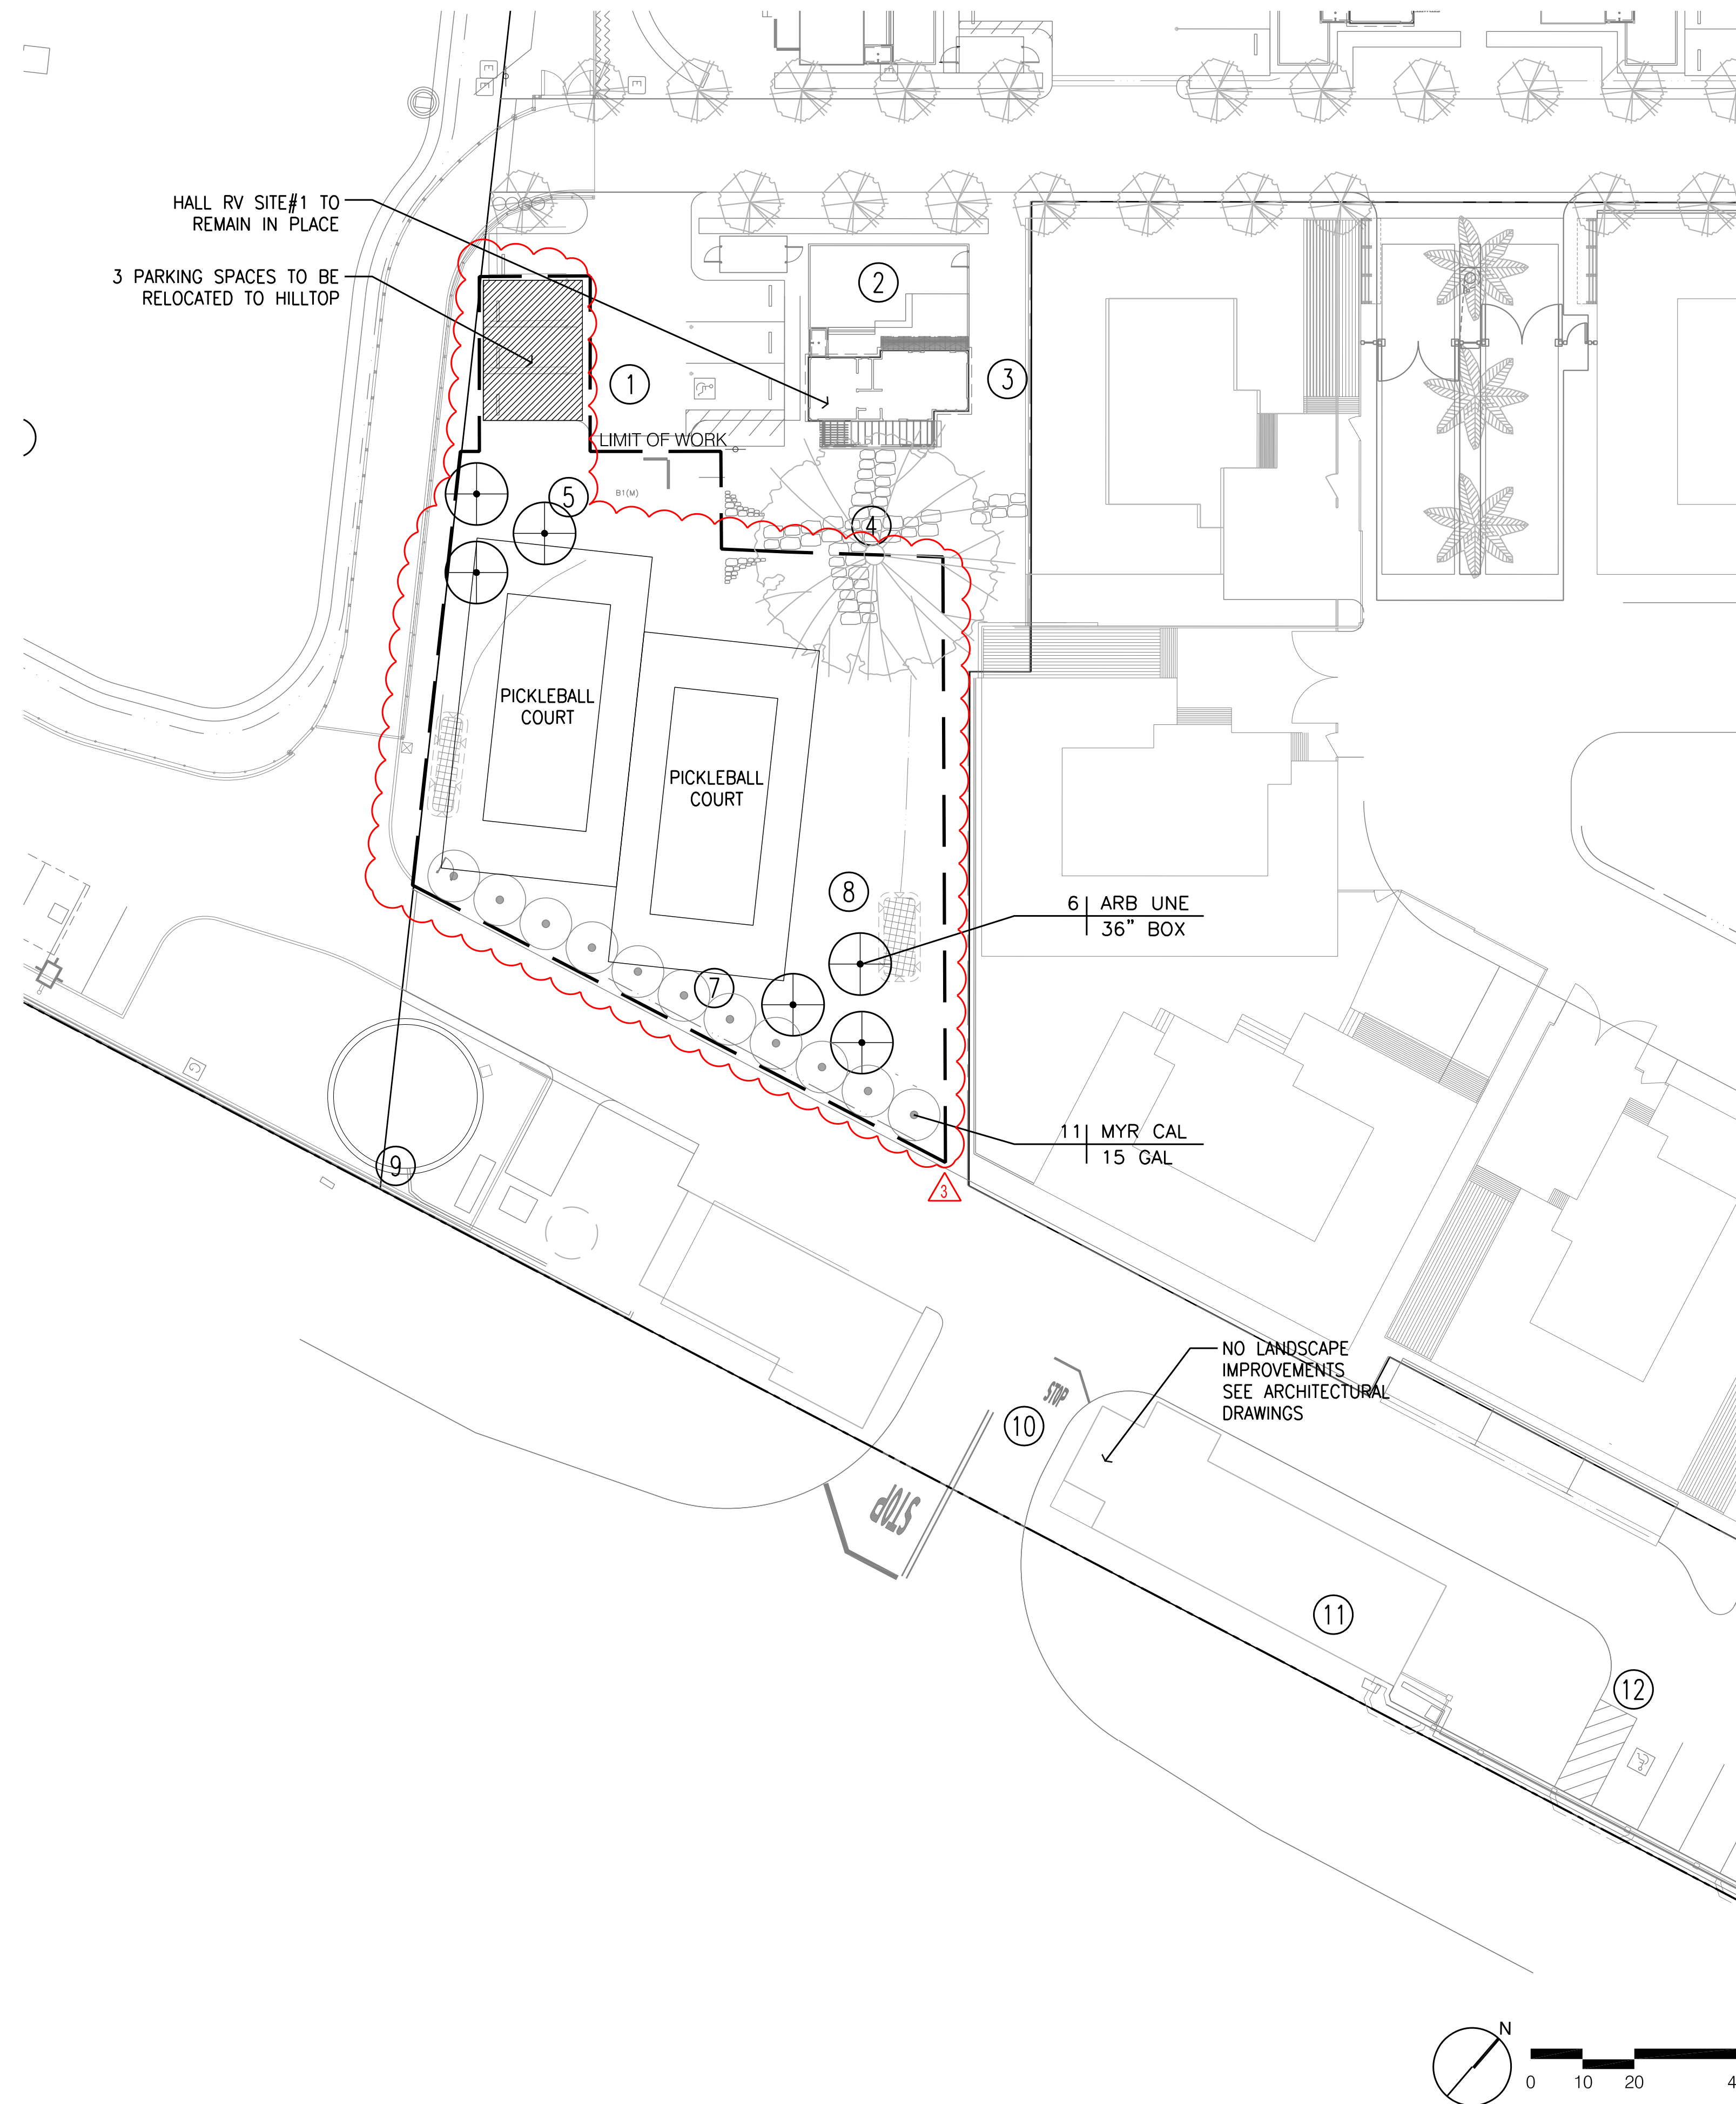 E
E
E
E
HALL RV SITE#1 TO
REMAIN IN PLACE
3 PARKING SPACES TO BE
RELOCATED TO HILLTOP
2
1
3
LIMIT OF WORK
5
B1(M)
4
PICKLEBALL
COURT
PICKLEBALL
COURT
8
6 ARB UNE
36” BOX
7
11 MYR CAL
15 GAL
G
9
3
NO LANDSCAPE
IMPROVEMENTS
SEE ARCHITECTURAL
DRAWINGS
STOP
10
STOP
11
12
N
0 10 20